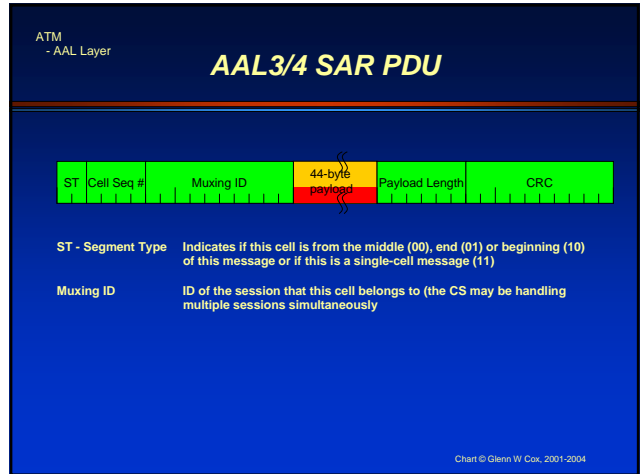 ATM
- AAL Layer
AAL3/4 SAR PDU
ST Cell Seq # Muxing ID 44-byte payload Payload Length CRC
ST - Segment Type Indicates if this cell is from the middle (00), end (01) or beginning (10)
of this message or if this is a single-cell message (11)
Muxing ID ID of the session that this cell belongs to (the CS may be handling
multiple sessions simultaneously
Chart © Glenn W Cox, 2001-2004